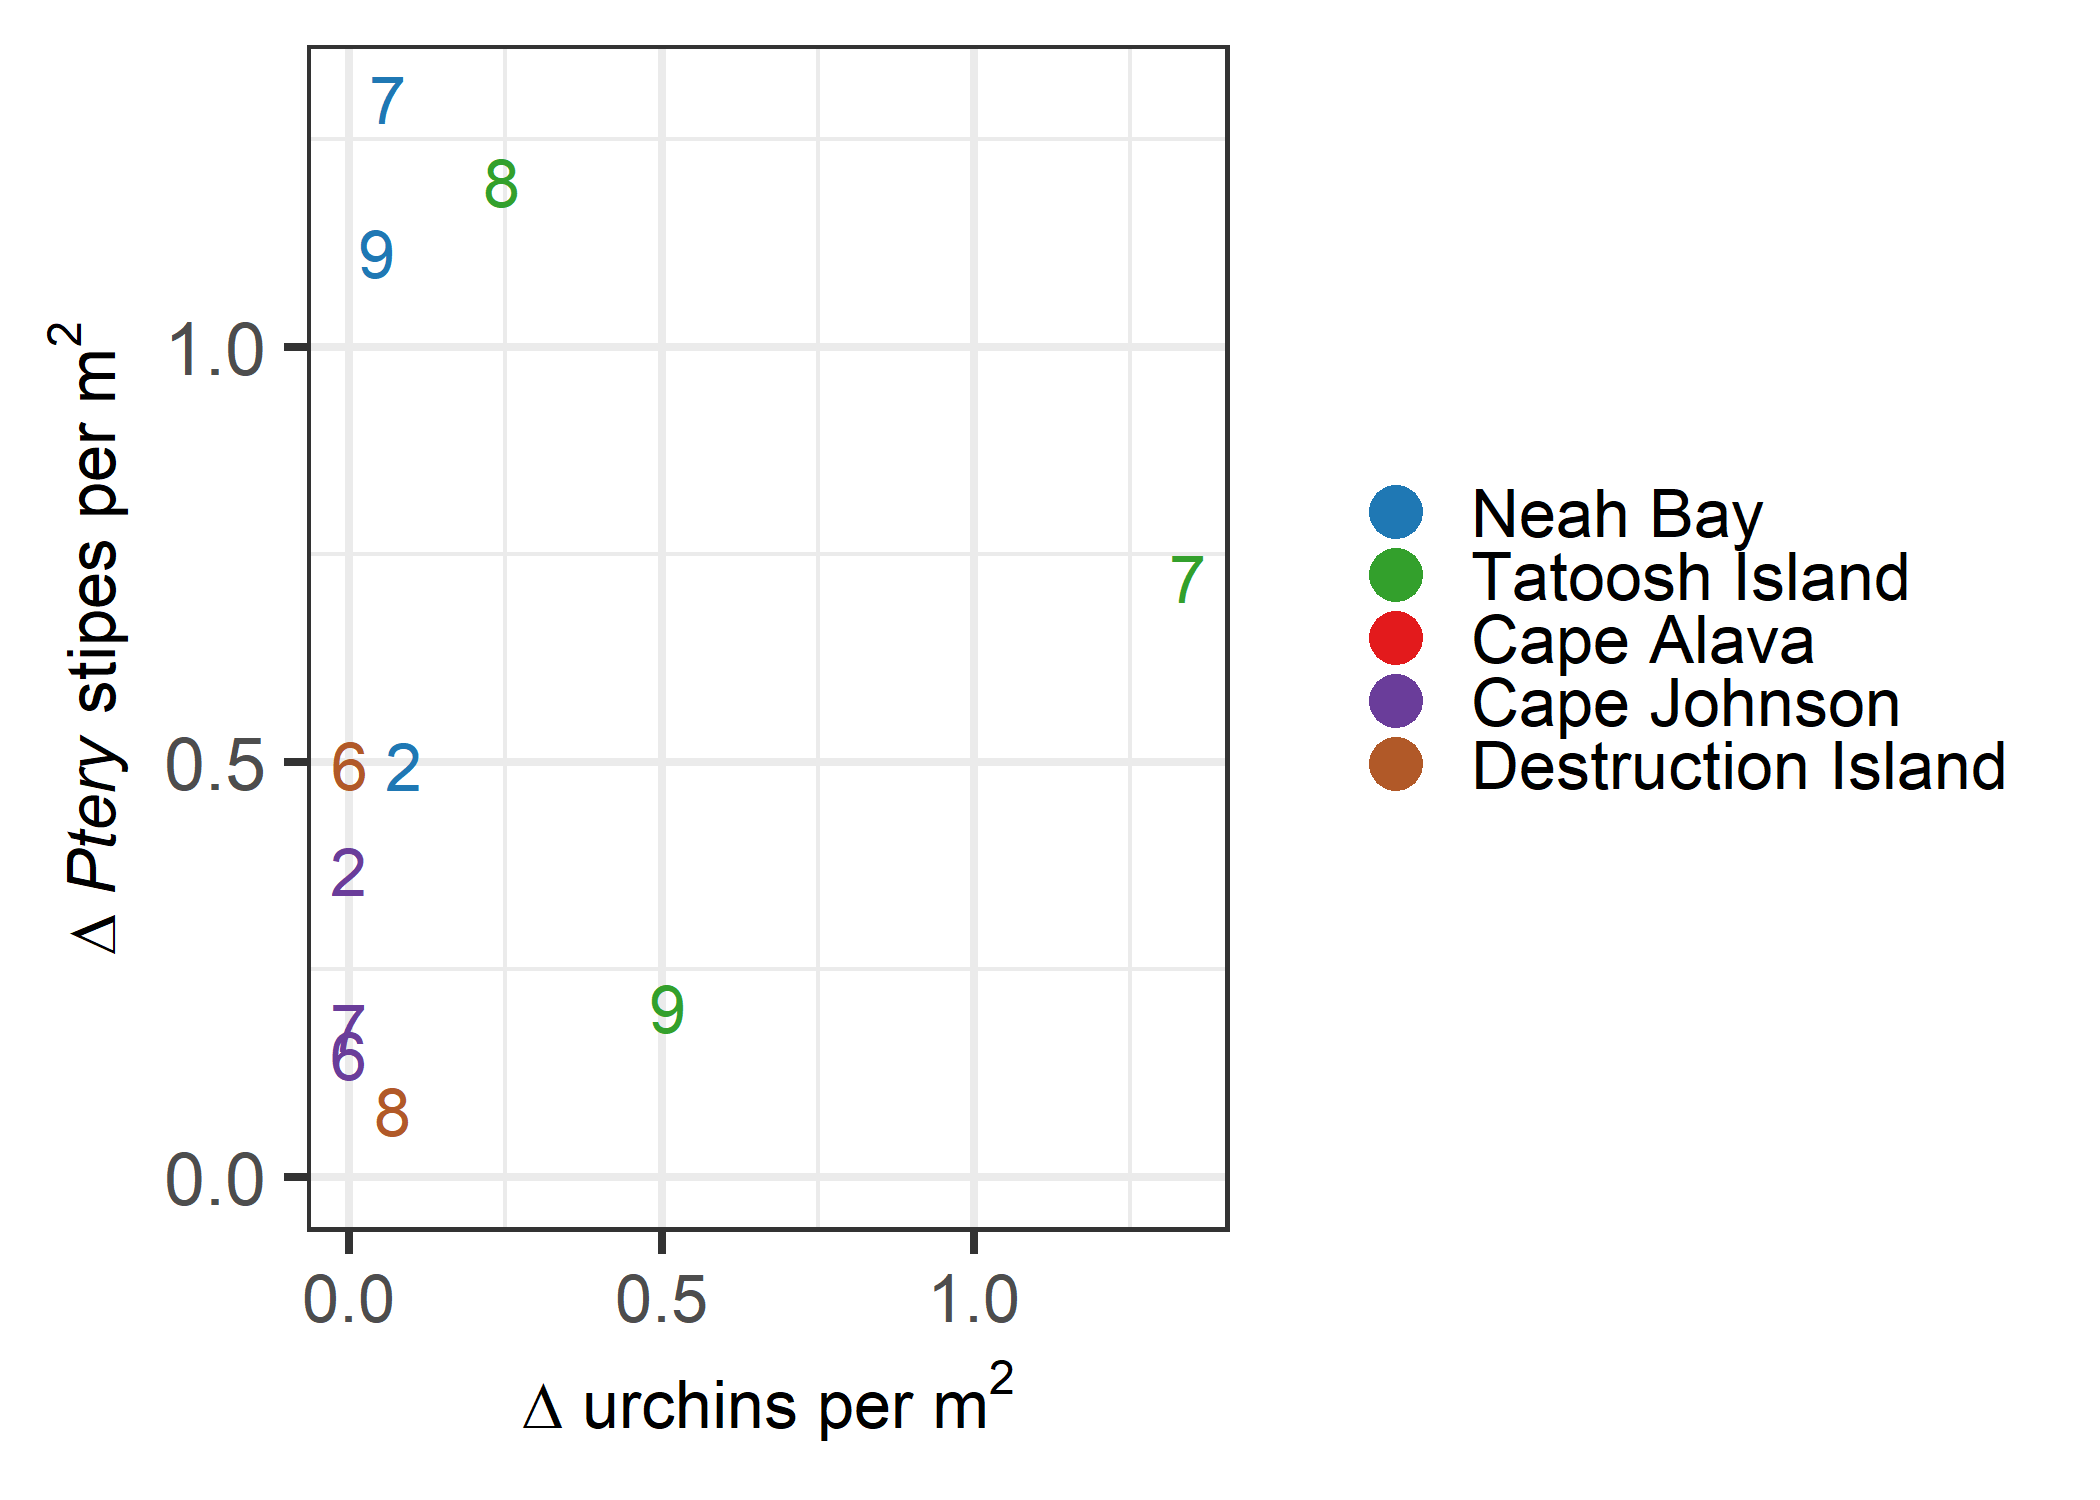 7
8
9
1.0
7
0.5
6 2
2
9
7
6
8
0.0
0.0 0.5 1.0
Δ urchins per m²
Δ Ptery stipes per m²
Neah Bay
Tatoosh Island
Cape Alava
Cape Johnson
Destruction Island